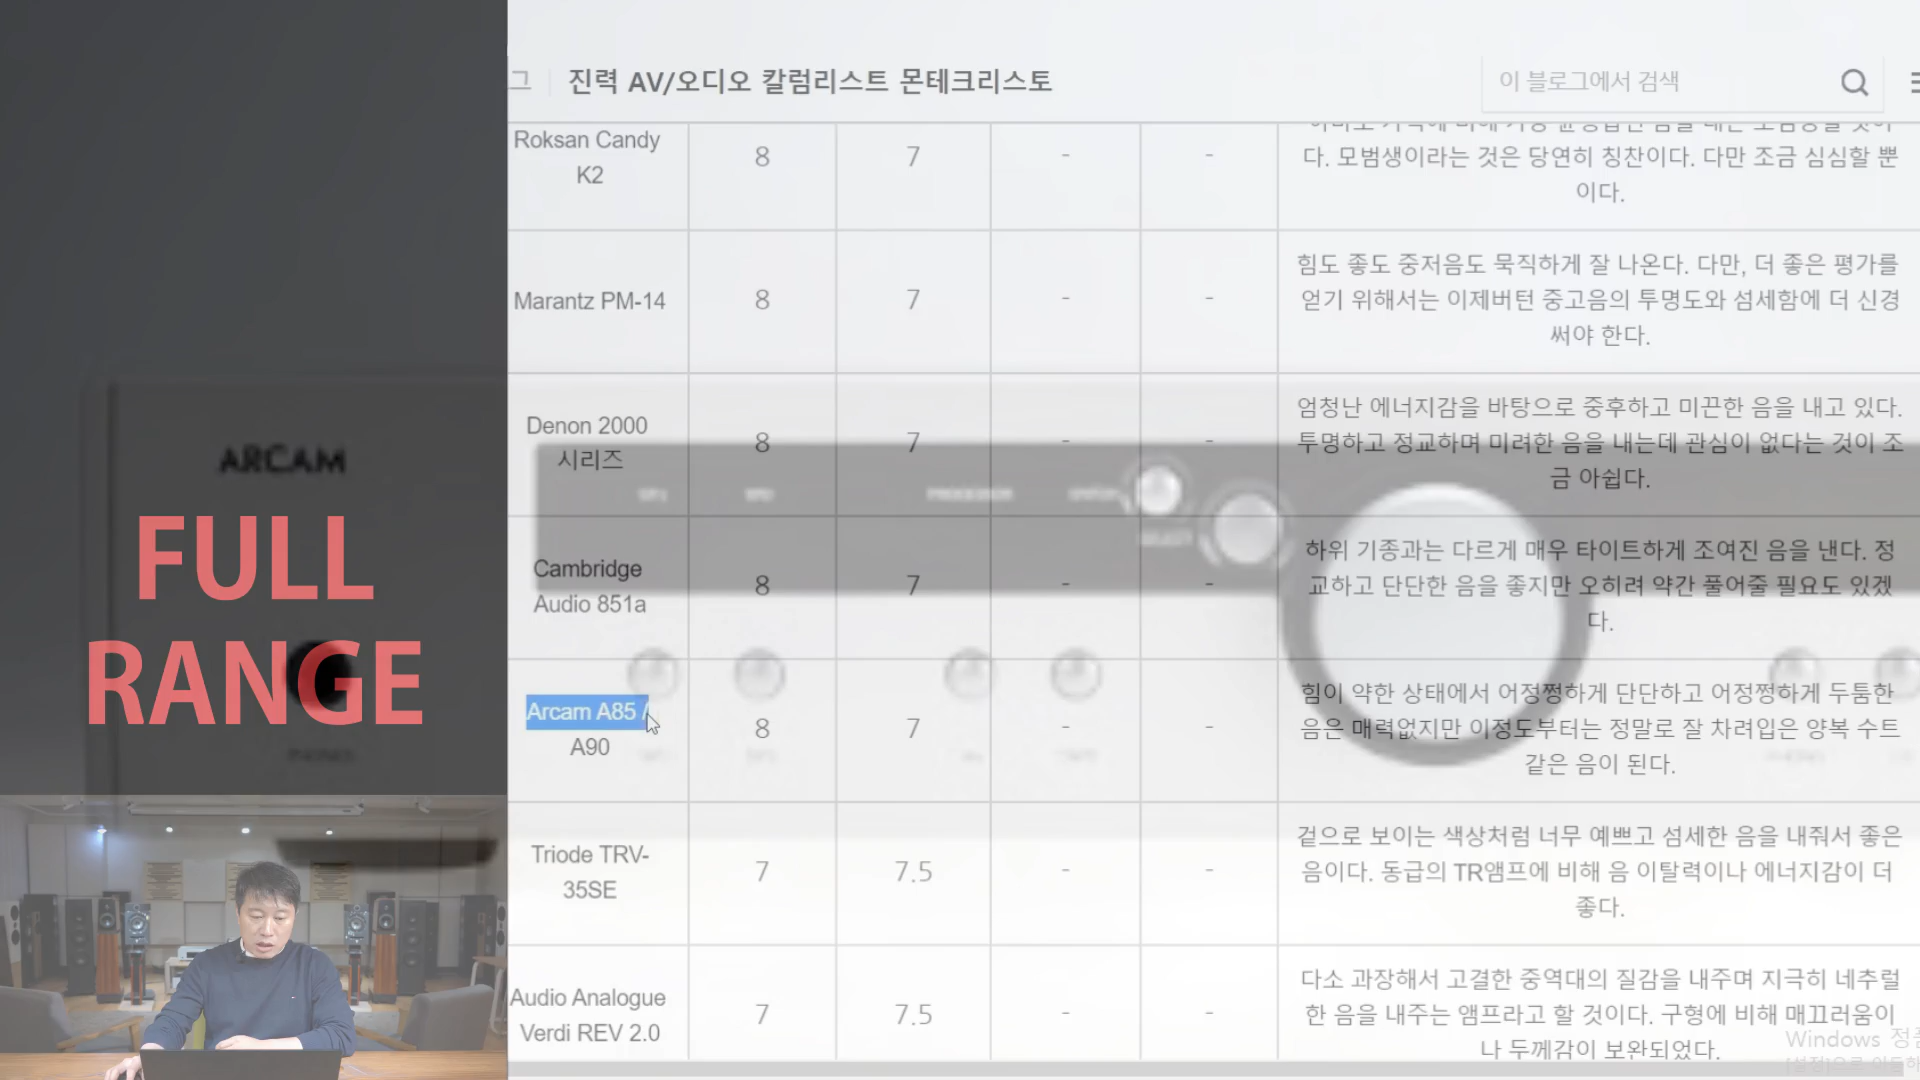 ARCAM
FULL
RANGE
그
진력 AV/오디오 칼럼리스트 몬테크리스토
이 블로그에서 검색
Roksan Candy
K2
8
7
-
-
다. 모범생이라는 것은 당연히 칭찬이다. 다만 조금 심심할 뿐
이다.
Marantz PM-14
8
7
-
-
힘도 좋도 중저음도 묵직하게 잘 나온다. 다만, 더 좋은 평가를
얻기 위해서는 이제버턴 중고음의 투명도와 섬세함에 더 신경
써야 한다.
Denon 2000
시리즈
8
7
-
-
엄청난 에너지감을 바탕으로 중후하고 미끈한 음을 내고 있다.
투명하고 정교하며 미려한 음을 내는데 관심이 없다는 것이 조
금 아쉽다.
Cambridge
Audio 851a
8
7
-
-
하위 기종과는 다르게 매우 타이트하게 조여진 음을 낸다. 정
교하고 단단한 음을 좋지만 오히려 약간 풀어줄 필요도 있겠
다.
Arcam A85 /
A90
8
7
-
-
힘이 약한 상태에서 어정쩡하게 단단하고 어정쩡하게 두툼한
음은 매력없지만 이정도부터는 정말로 잘 차려입은 양복 수트
같은 음이 된다.
Triode TRV-
35SE
7
7.5
-
-
겉으로 보이는 색상처럼 너무 예쁘고 섬세한 음을 내줘서 좋은
음이다. 동급의 TR앰프에 비해 음 이탈력이나 에너지감이 더
좋다.
Audio Analogue
Verdi REV 2.0
7
7.5
-
-
다소 과장해서 고결한 중역대의 질감을 내주며 지극히 네추럴
한 음을 내주는 앰프라고 할 것이다. 구형에 비해 매끄러움이
나 두께감이 보완되었다.
Windows